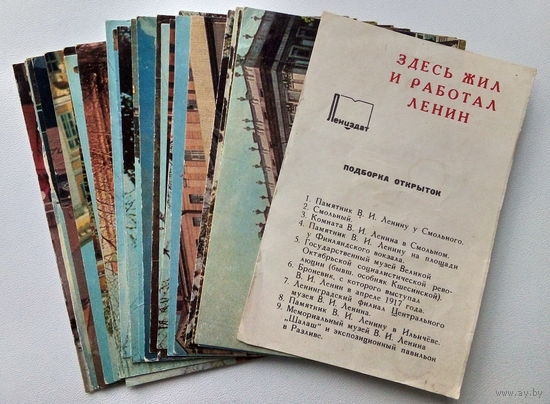 ЗДЕСЬ ЖИЛ
И РАБОТАЛ
ЛЕНИН
Лениздат
ПОДБОРКА ОТКРЫТОК
1. Памятник В. И. Ленину у Смольного.
2. Смольный.
3. Комната В. И. Ленина в Смольном.
4. Памятник В. И. Ленину на площади
у Финляндского вокзала.
5. Государственный музей Великой
Октябрьской социалистической рево-
люции (бывш. особняк Кшесинской).
6. Броневик, с которого выступал
В. И. Ленин в апреле 1917 года.
7. Ленинградский филиал Центрального
музея В. И. Ленина.
8. Памятник В. И. Ленину в Ильичёве.
9. Мемориальный музей В. И. Ленина
„Шалаш" и экспозиционный павильон
в Разливе.
www.ay.by